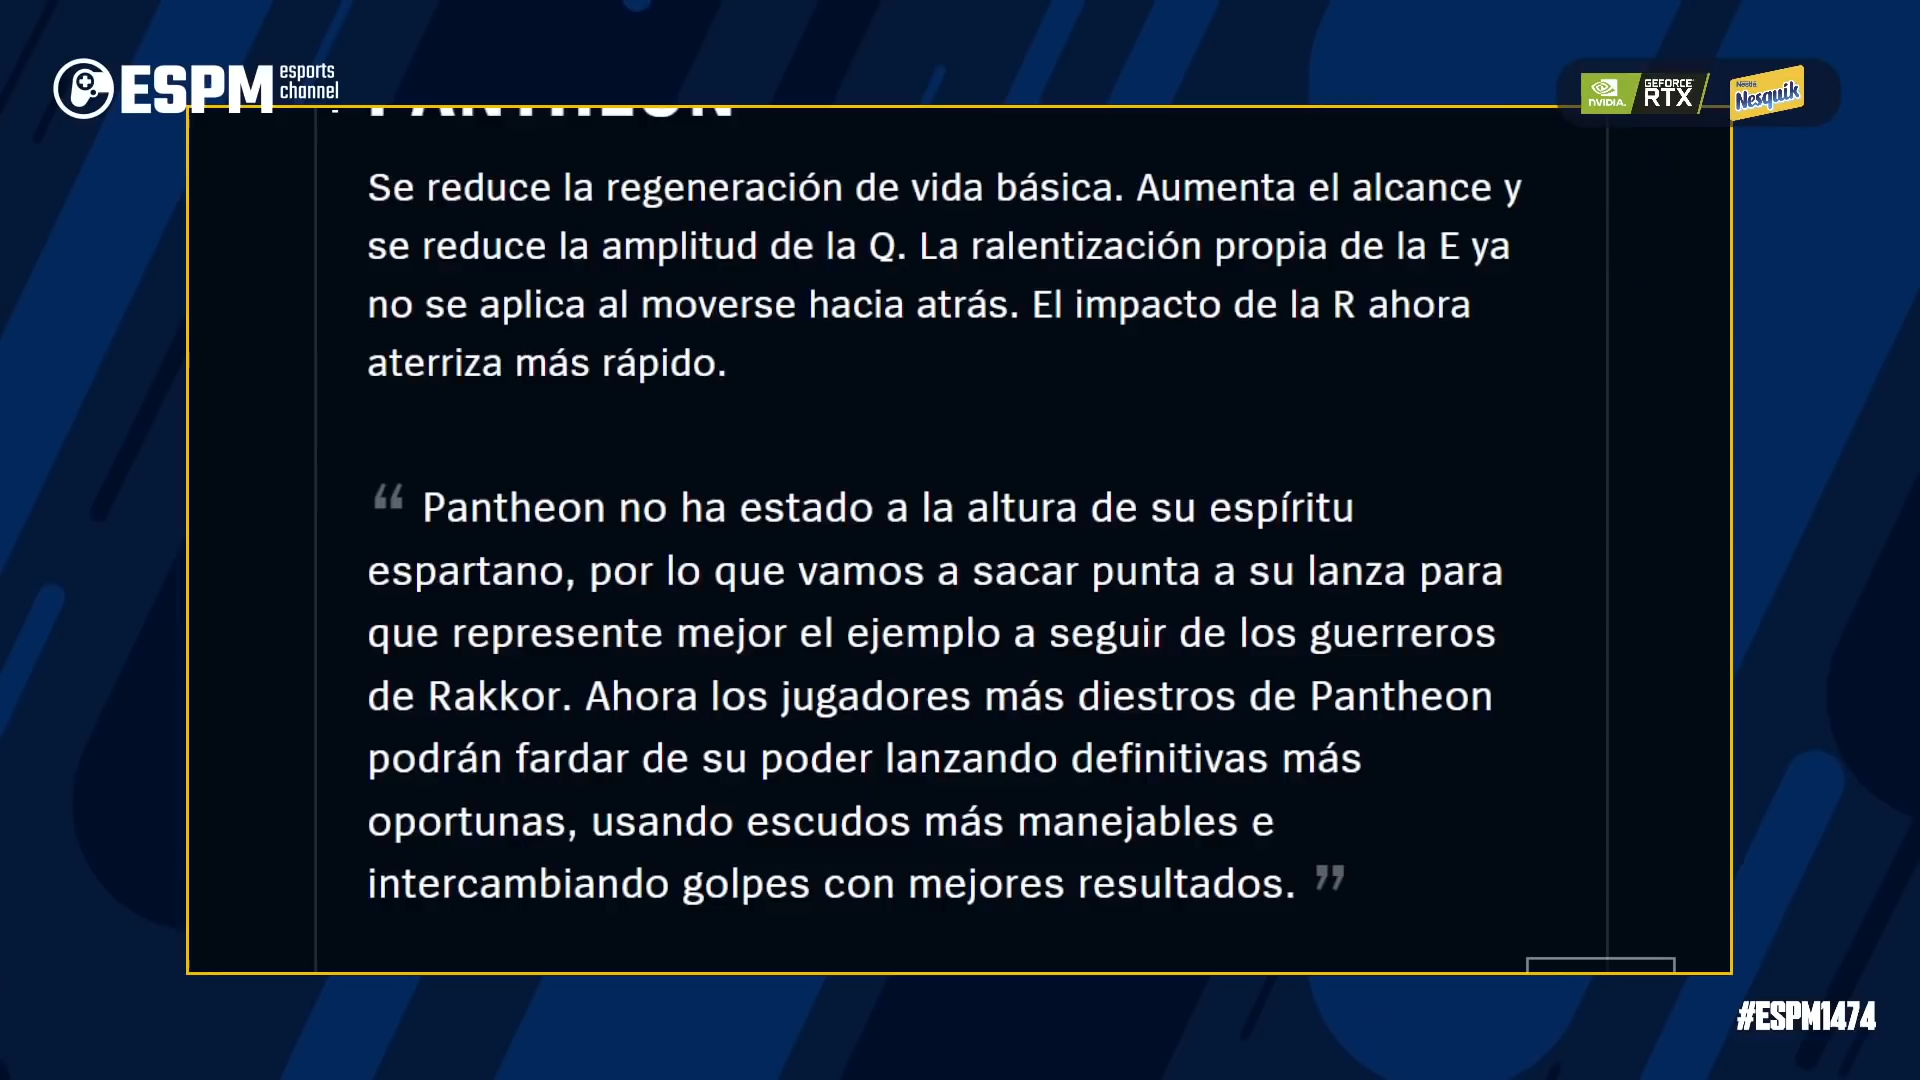 ESPM esports
channel
NVIDIA. GEFORCE
RTX
Nestlé
Nesquik
PANTHEON
Se reduce la regeneración de vida básica. Aumenta el alcance y
se reduce la amplitud de la Q. La ralentización propia de la E ya
no se aplica al moverse hacia atrás. El impacto de la R ahora
aterriza más rápido.
“ Pantheon no ha estado a la altura de su espíritu
espartano, por lo que vamos a sacar punta a su lanza para
que represente mejor el ejemplo a seguir de los guerreros
de Rakkor. Ahora los jugadores más diestros de Pantheon
podrán fardar de su poder lanzando definitivas más
oportunas, usando escudos más manejables e
intercambiando golpes con mejores resultados. ”
#ESPM1474